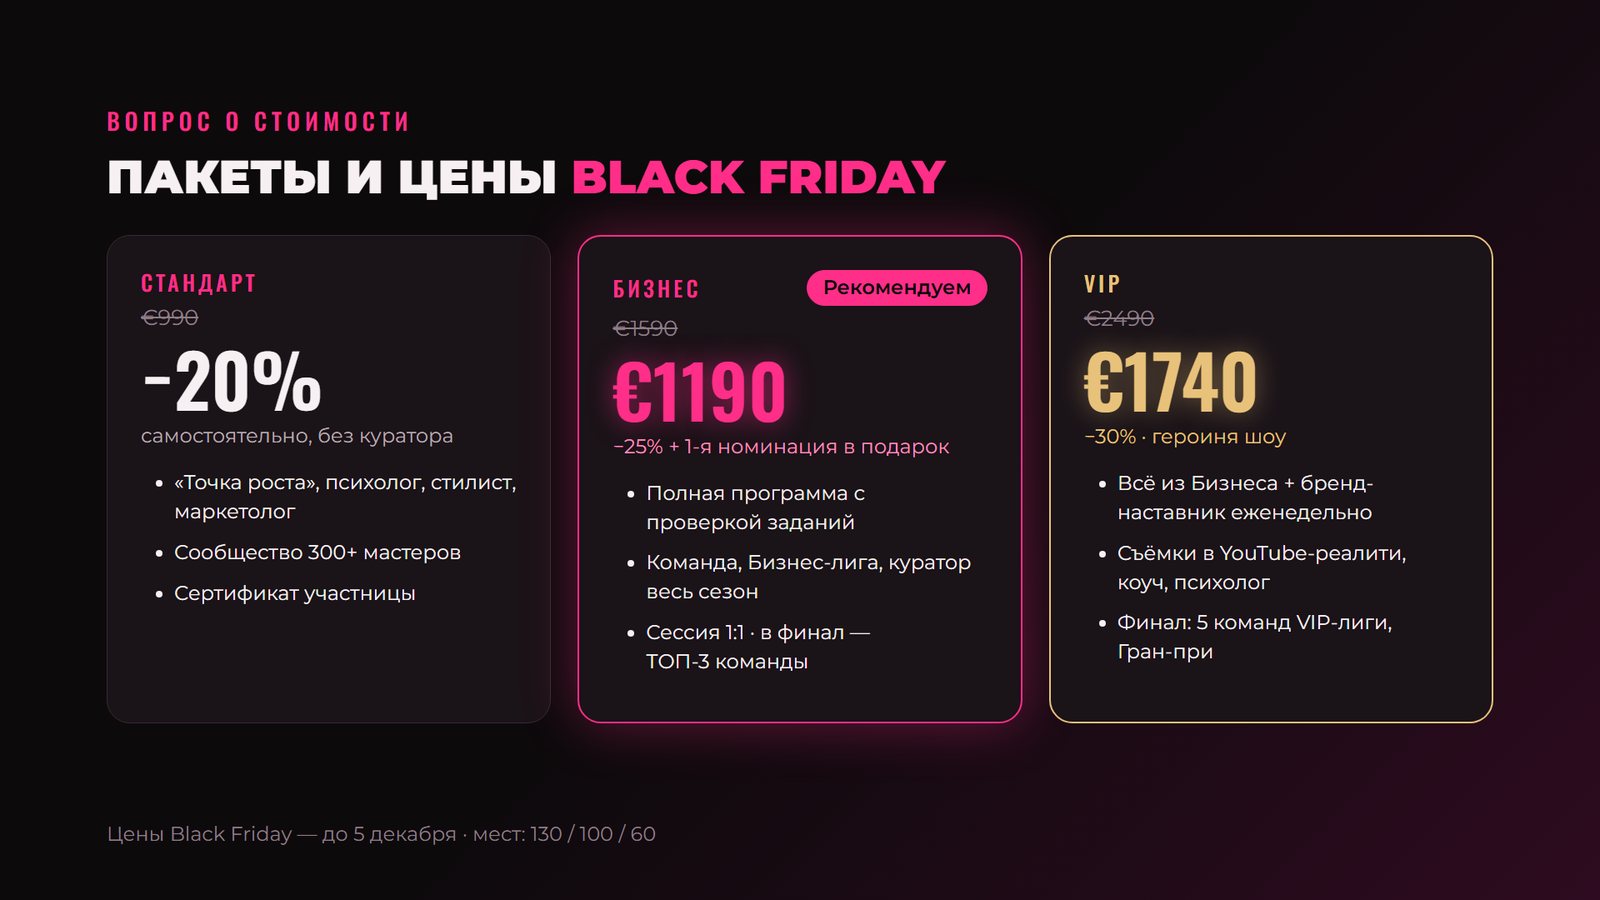 ВОПРОС О СТОИМОСТИ
ПАКЕТЫ И ЦЕНЫ BLACK FRIDAY
СТАНДАРТ
€990
−20%
самостоятельно, без куратора
• «Точка роста», психолог, стилист,
маркетолог
• Сообщество 300+ мастеров
• Сертификат участницы
БИЗНЕС
Рекомендуем
€1590
€1190
−25% + 1-я номинация в подарок
• Полная программа с
проверкой заданий
• Команда, Бизнес-лига, куратор
весь сезон
• Сессия 1:1 · в финал —
ТОП-3 команды
VIP
€2490
€1740
−30% · героиня шоу
• Всё из Бизнеса + бренд-
наставник еженедельно
• Съёмки в YouTube-реалити,
коуч, психолог
• Финал: 5 команд VIP-лиги,
Гран-при
Цены Black Friday — до 5 декабря · мест: 130 / 100 / 60